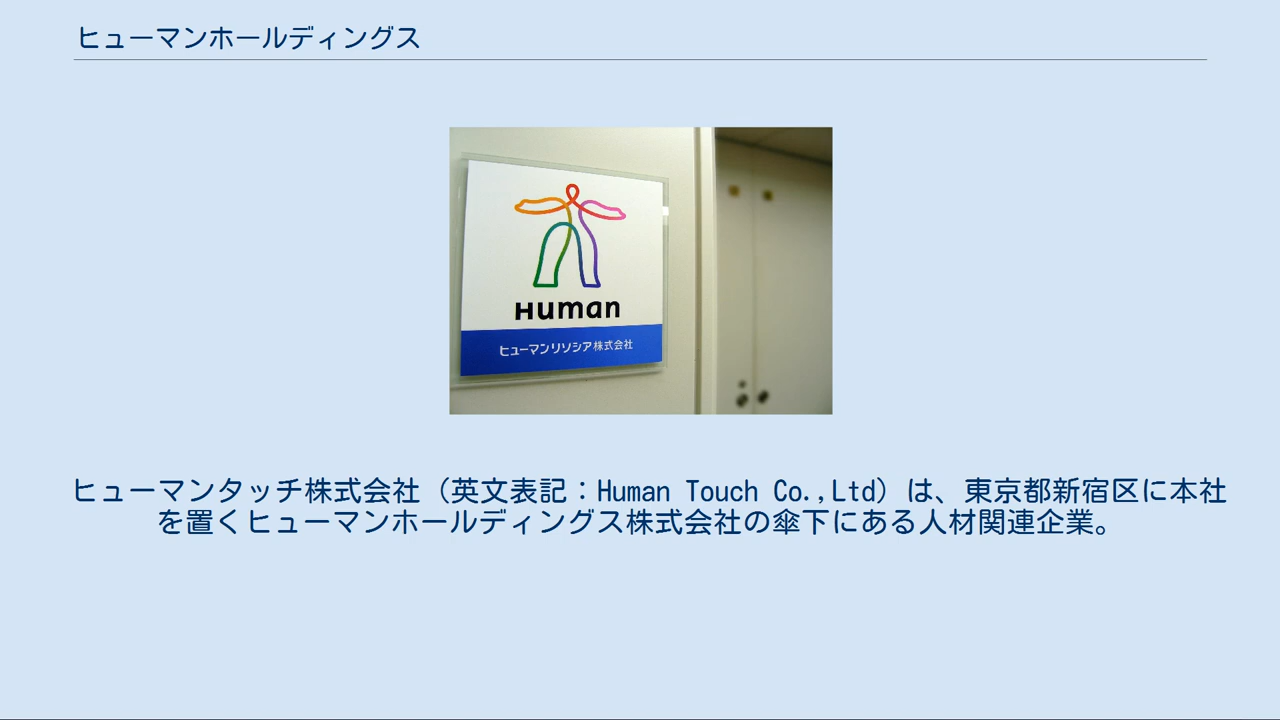 ヒューマンホールディングス
Human
ヒューマンリソシア株式会社
ヒューマンタッチ株式会社（英文表記：Human Touch Co.,Ltd）は、東京都新宿区に本社
を置くヒューマンホールディングス株式会社の傘下にある人材関連企業。